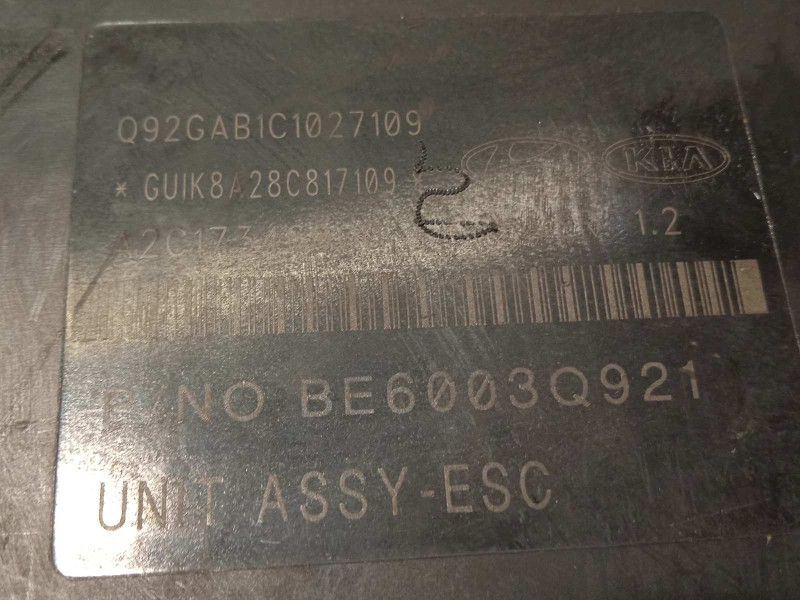 Q92GAB1C1027109
KIA
* GUIK8A28C817109
1.2
P/NO BE6003Q921
UNIT ASSY-ESC